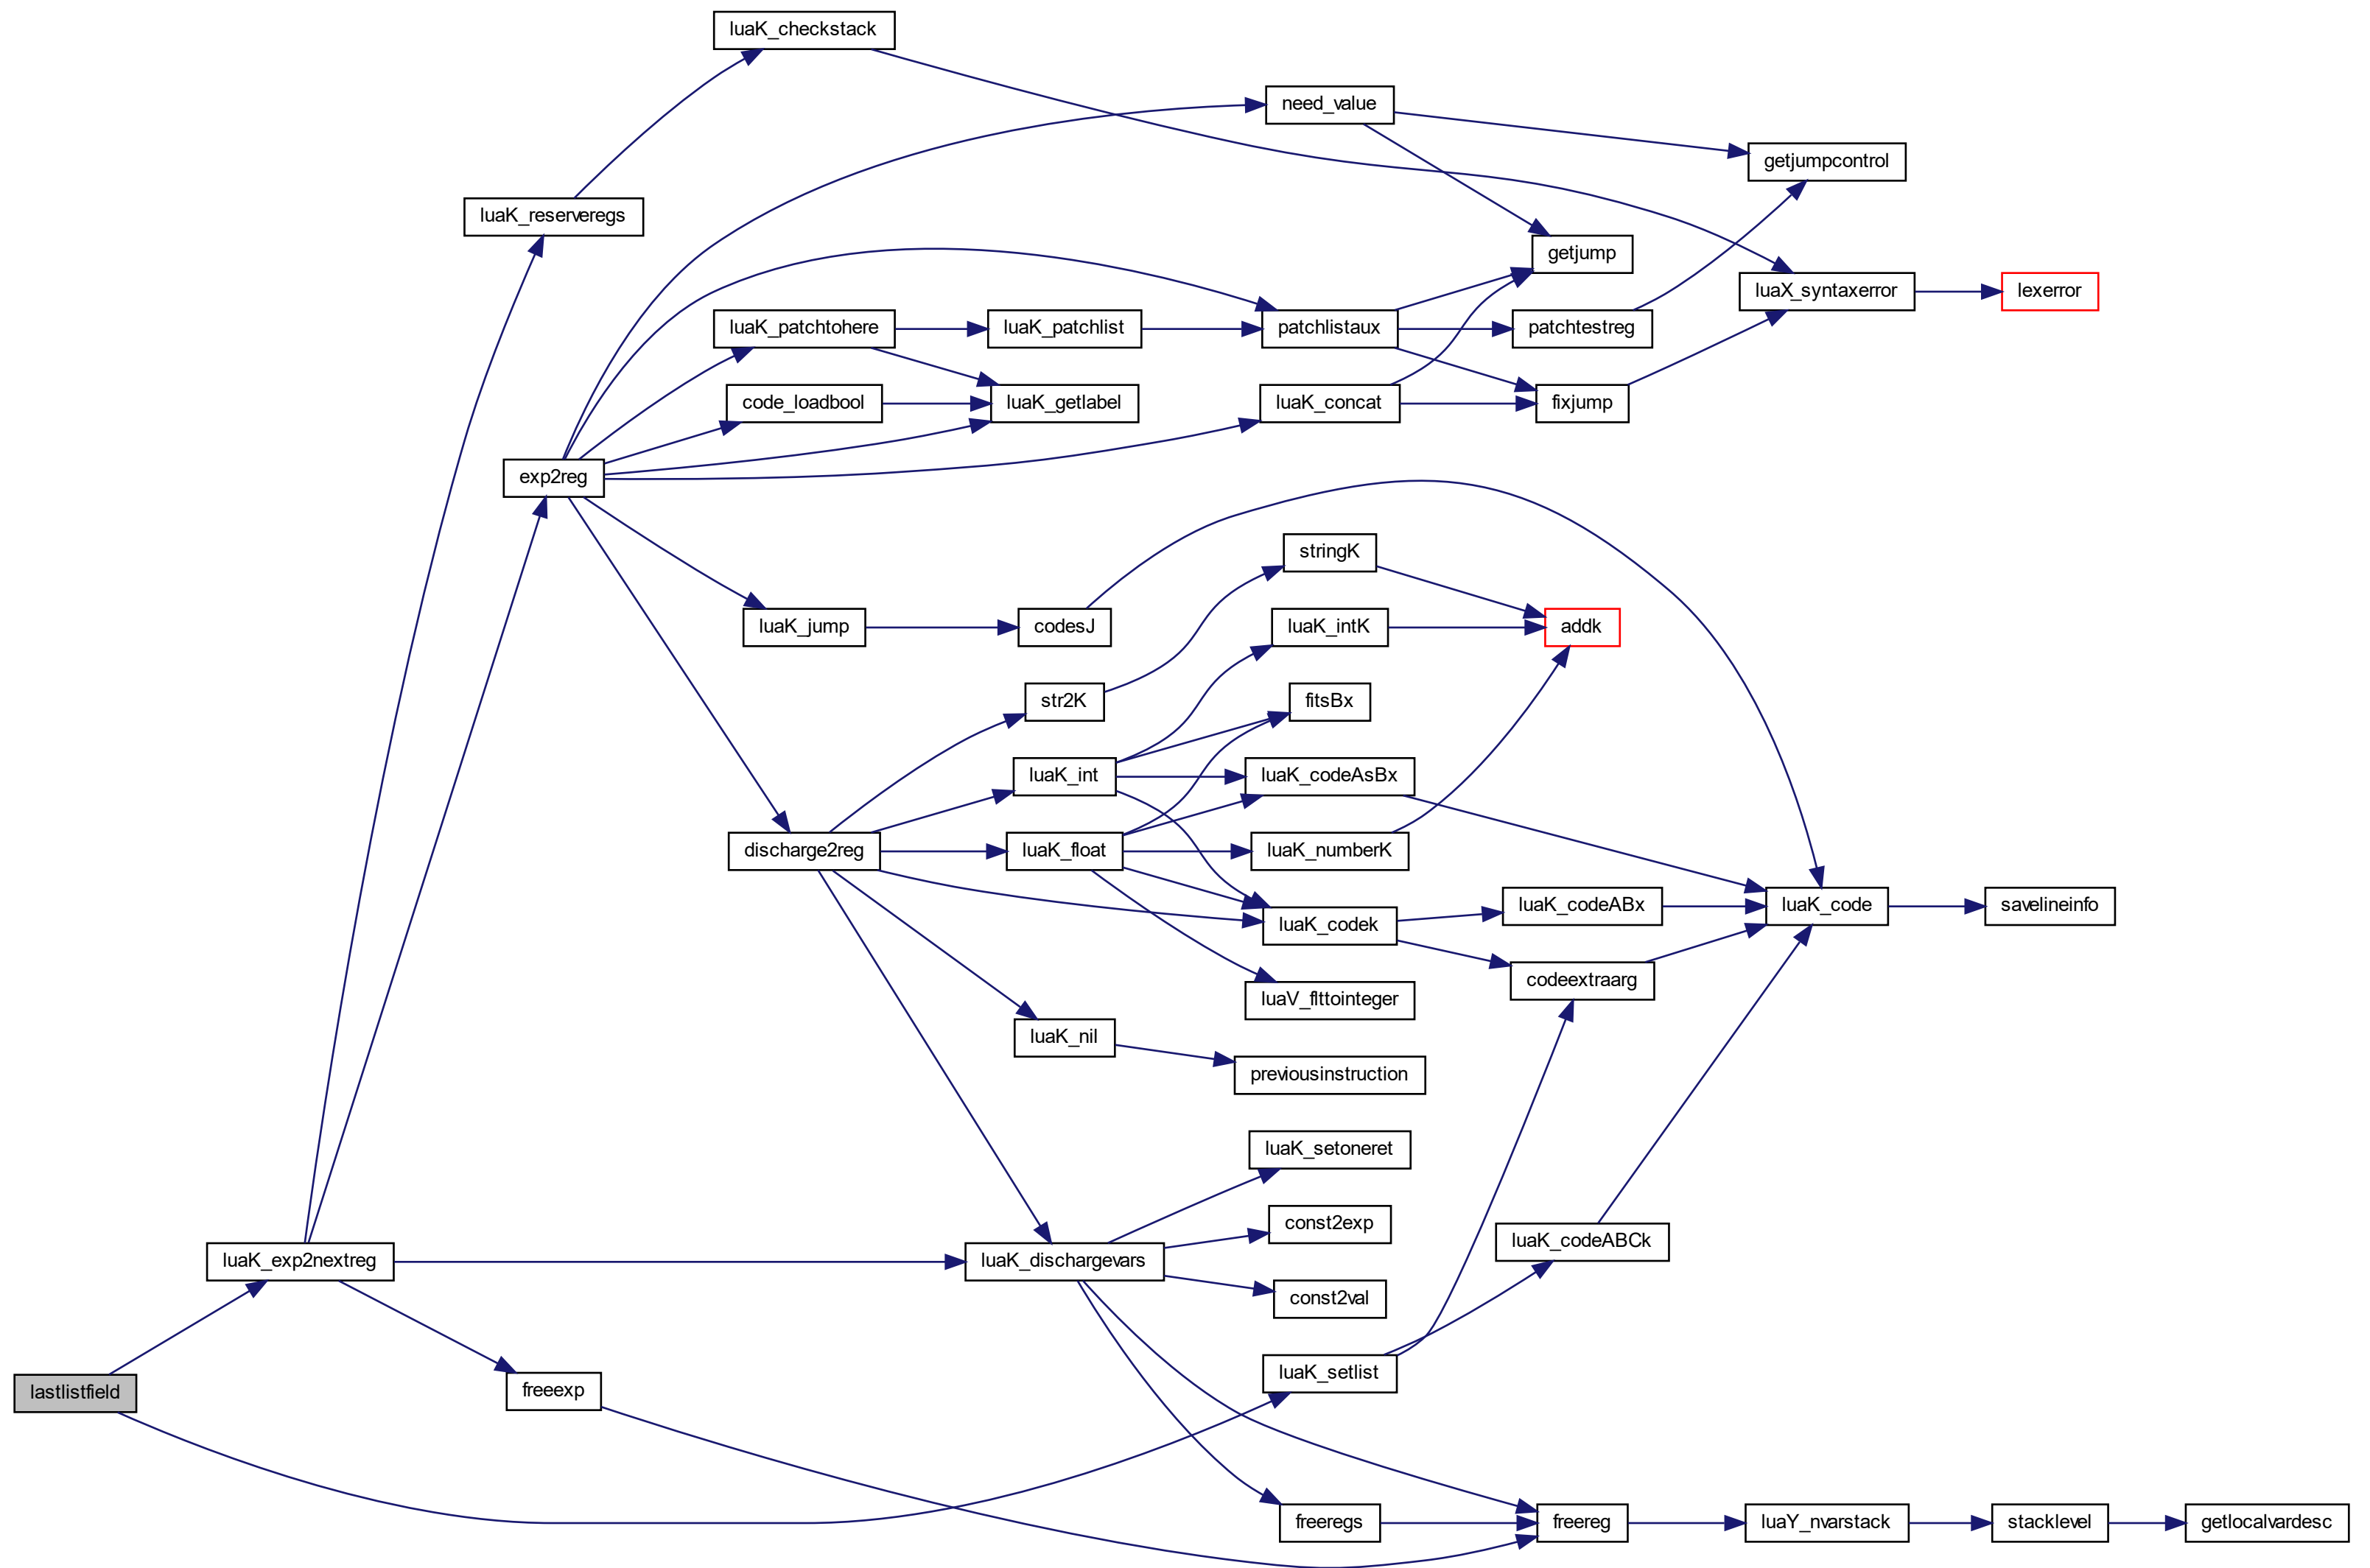 luaK_checkstack
need_value
getjumpcontrol
luaK_reserveregs
getjump
luaX_syntaxerror
lexerror
luaK_patchtohere
luaK_patchlist
patchlistaux
patchtestreg
code_loadbool
luaK_getlabel
luaK_concat
fixjump
exp2reg
stringK
luaK_jump
codesJ
luaK_intK
addk
str2K
fitsBx
luaK_int
luaK_codeAsBx
discharge2reg
luaK_float
luaK_numberK
luaK_codek
luaK_codeABx
luaK_code
savelineinfo
codeextraarg
luaV_flttointeger
luaK_nil
previousinstruction
luaK_setoneret
const2exp
luaK_codeABCk
luaK_exp2nextreg
luaK_dischargevars
const2val
lastlistfield
freeexp
luaK_setlist
freeregs
freereg
luaY_nvarstack
stacklevel
getlocalvardesc